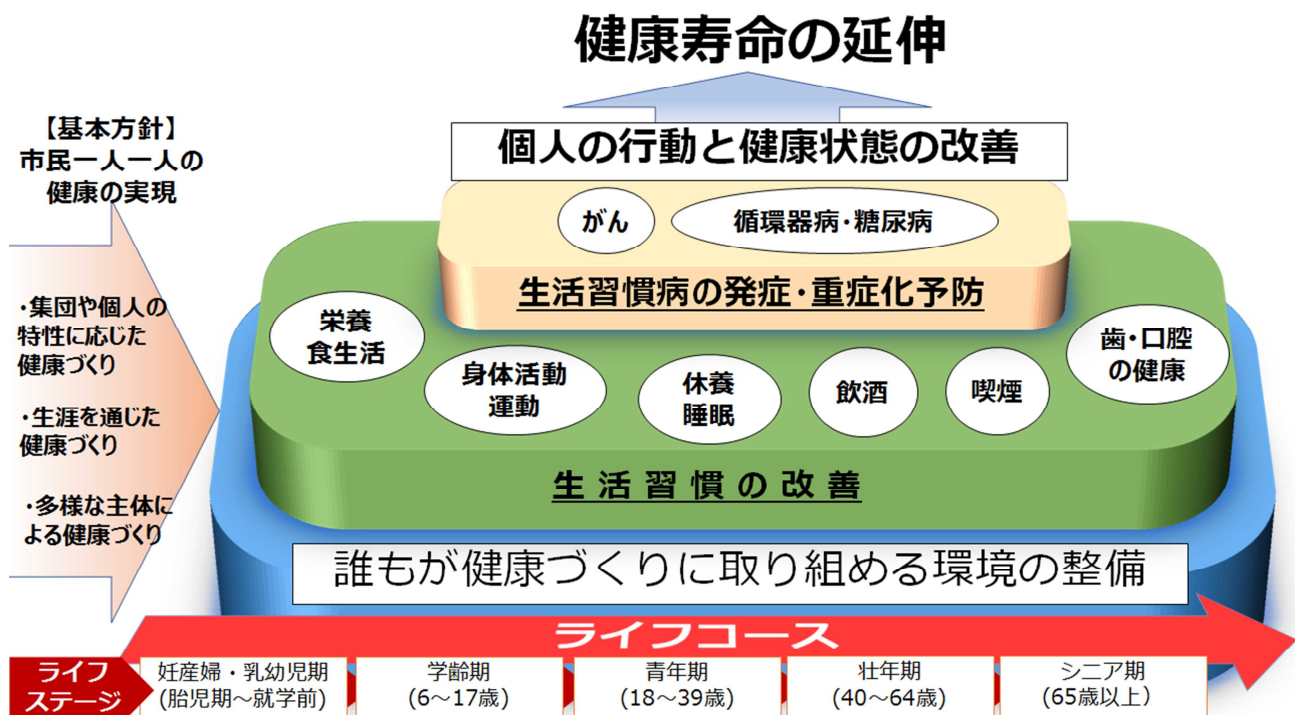 健康寿命の延伸
個人の行動と健康状態の改善
【基本方針】
市民一人一人の
健康の実現
・集団や個人の
特性に応じた
健康づくり
・生涯を通じた
健康づくり
・多様な主体に
よる健康づくり
がん
循環器病・糖尿病
生活習慣病の発症・重症化予防
栄養
食生活
身体活動
運動
休養
睡眠
飲酒
喫煙
歯・口腔
の健康
生活習慣の改善
誰もが健康づくりに取り組める環境の整備
ライフコース
ライフ
ステージ
妊産婦・乳幼児期
(胎児期～就学前)
学齢期
(6～17歳)
青年期
(18～39歳)
壮年期
(40～64歳)
シニア期
(65歳以上)